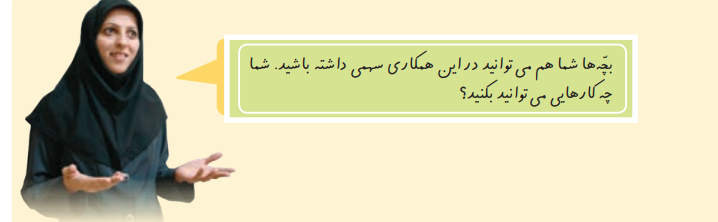 بچّه‌ها شما هم می‌توانید در این همکاری سهمی داشته باشید. شما
چه کارهایی می‌توانید بکنید؟